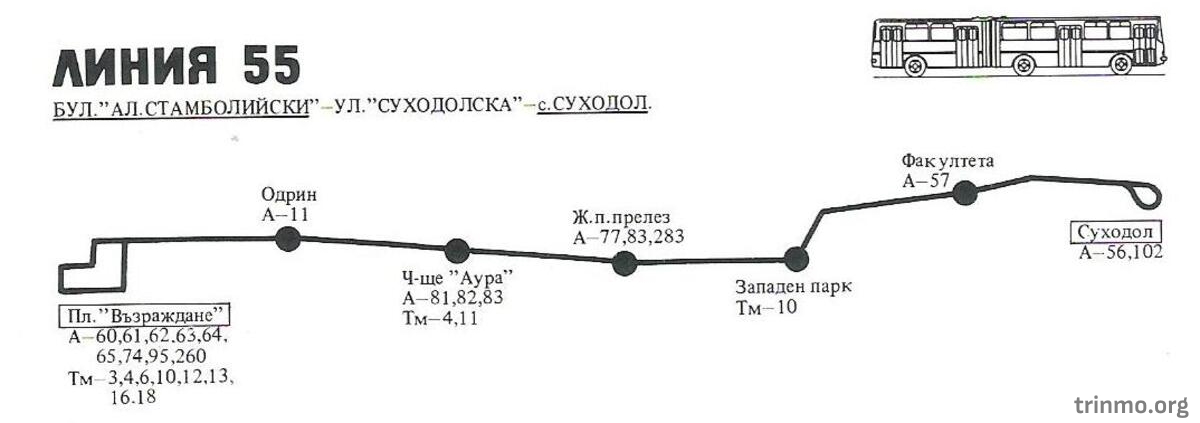 ЛИНИЯ 55
БУЛ."АЛ.СТАМБОЛИЙСКИ"–УЛ."СУХОДОЛСКА"–с.СУХОДОЛ.
Одрин
А–11
Ч-ще "Аура"
А–81,82,83
Тм–4,11
Ж.п.прелез
А–77,83,283
Западен парк
Тм–10
Факултета
А–57
Суходол
А–56,102
Пл."Възраждане"
А–60,61,62.63,64,
65,74,95,260
Тм–3,4,6,10,12,13,
16.18
trinmo.org